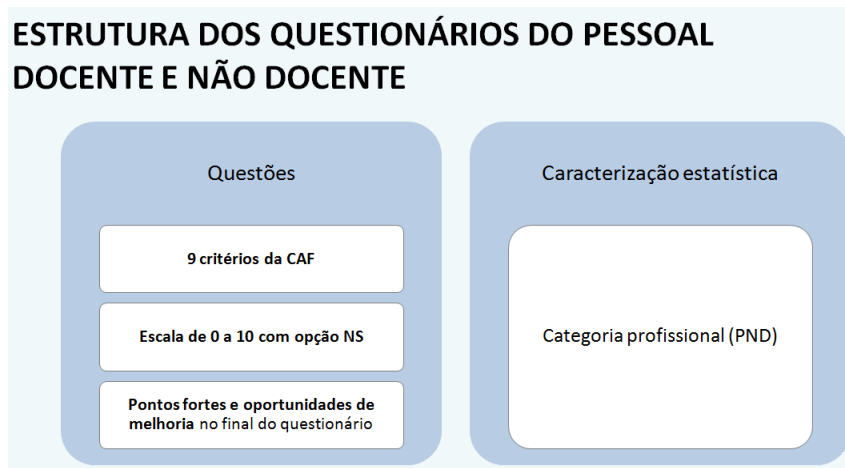 ESTRUTURA DOS QUESTIONÁRIOS DO PESSOAL
DOCENTE E NÃO DOCENTE
Questões
9 critérios da CAF
Escala de 0 a 10 com opção NS
Pontos fortes e oportunidades de
melhoria no final do questionário
Caracterização estatística
Categoria profissional (PND)